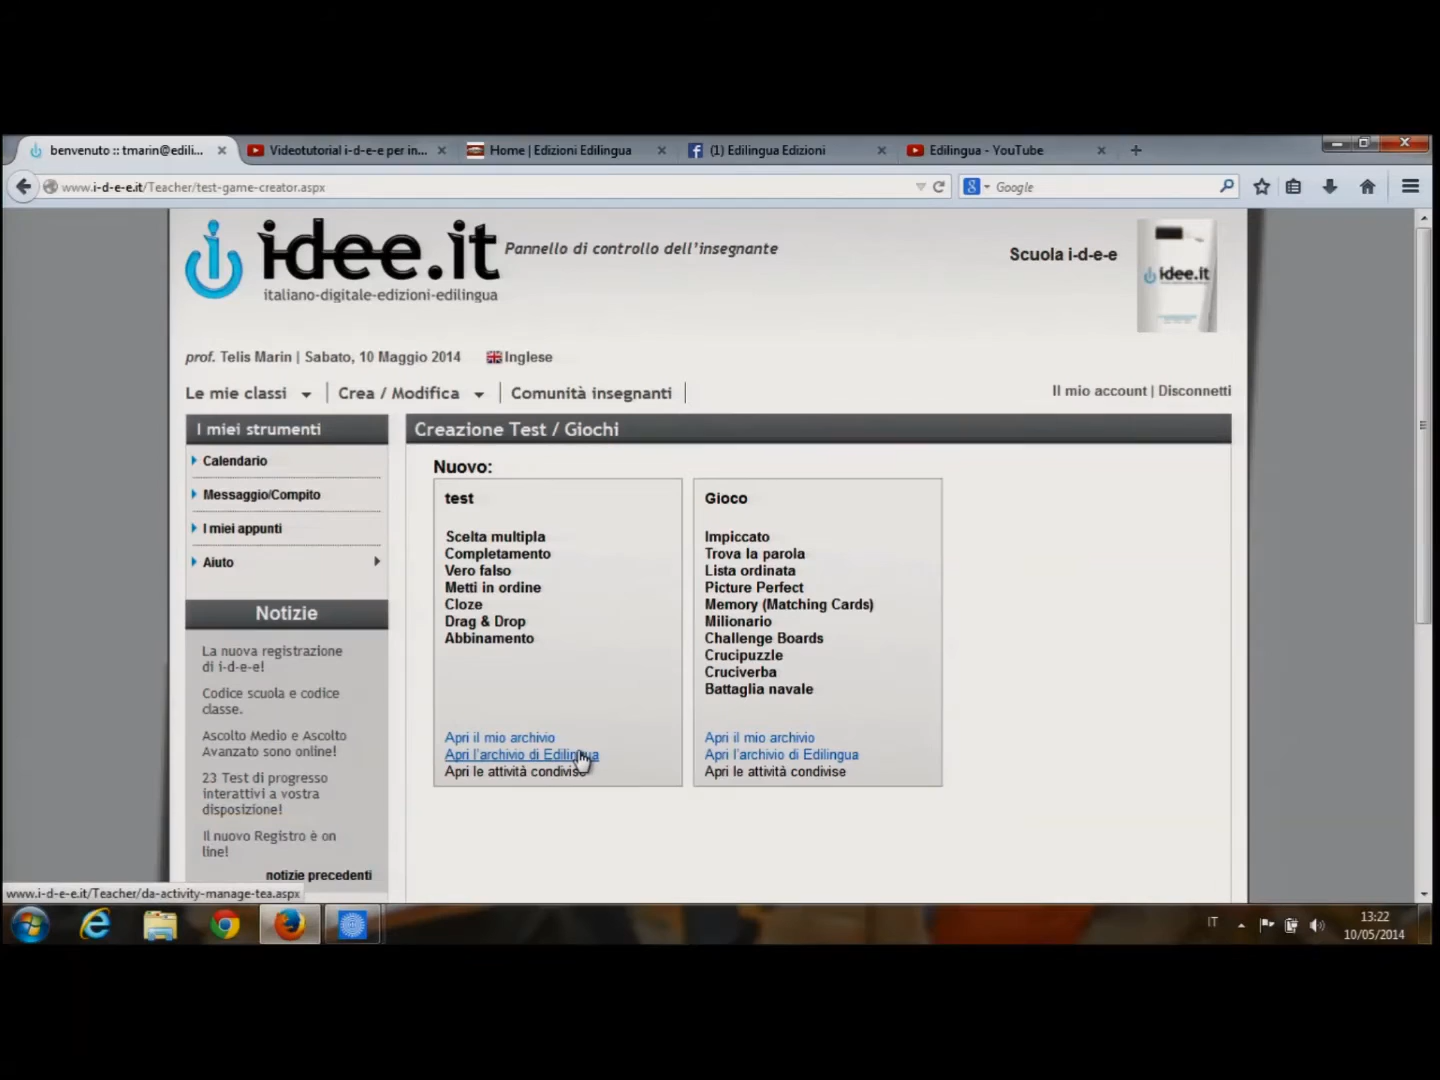 benvenuto :: tmarin@edili...
Videotutorial i-d-e-e per in...
Home | Edizioni Edilingua
(1) Edilingua Edizioni
Edilingua - YouTube
www.i-d-e-e.it/Teacher/test-game-creator.aspx
Google
idee.it
Pannello di controllo dell'insegnante
italiano-digitale-edizioni-edilingua
Scuola i-d-e-e
idee.it
prof. Telis Marin | Sabato, 10 Maggio 2014
Inglese
Le mie classi
Crea / Modifica
Comunità insegnanti
Il mio account | Disconnetti
I miei strumenti
Calendario
Messaggio/Compito
I miei appunti
Aiuto
Notizie
La nuova registrazione
di i-d-e-e!
Codice scuola e codice
classe.
Ascolto Medio e Ascolto
Avanzato sono online!
23 Test di progresso
interattivi a vostra
disposizione!
Il nuovo Registro è on
line!
notizie precedenti
Creazione Test / Giochi
Nuovo:
test
Scelta multipla
Completamento
Vero falso
Metti in ordine
Cloze
Drag & Drop
Abbinamento
Apri il mio archivio
Apri l'archivio di Edilingua
Apri le attività condivise
Gioco
Impiccato
Trova la parola
Lista ordinata
Picture Perfect
Memory (Matching Cards)
Milionario
Challenge Boards
Crucipuzzle
Cruciverba
Battaglia navale
Apri il mio archivio
Apri l'archivio di Edilingua
Apri le attività condivise
www.i-d-e-e.it/Teacher/da-activity-manage-tea.aspx
IT
13:22
10/05/2014